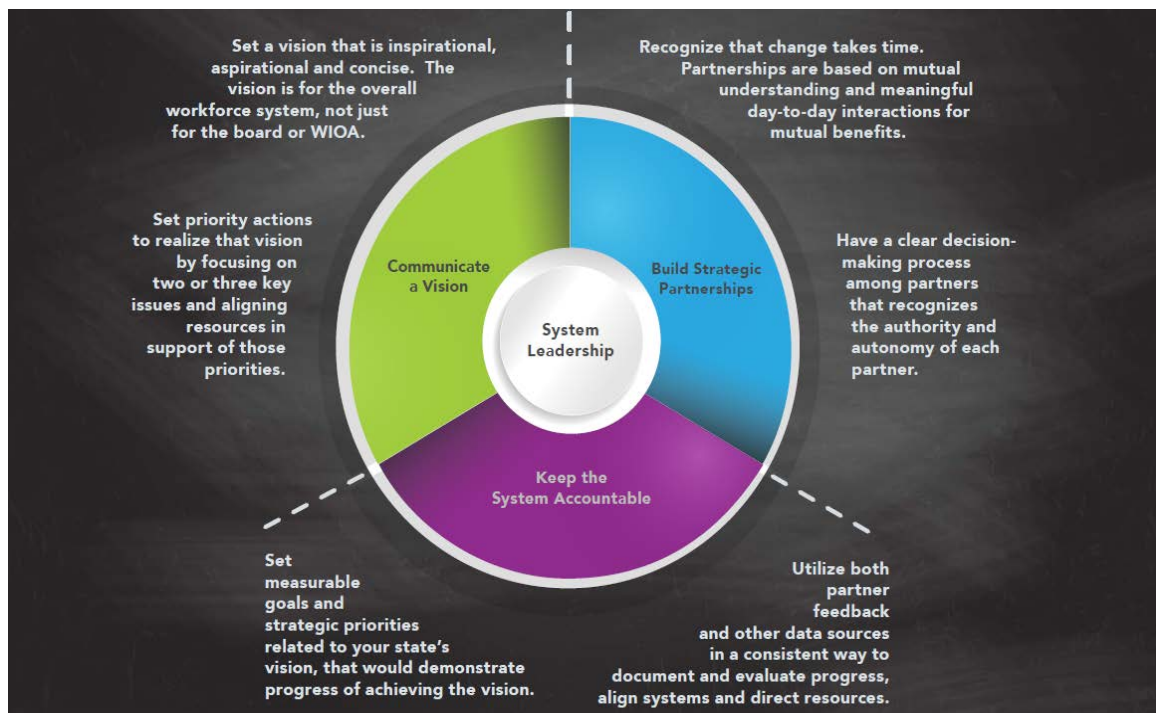 Set a vision that is inspirational,
aspirational and concise.  The
vision is for the overall
workforce system, not just
for the board or WIOA.
Set priority actions
to realize that vision
by focusing on
two or three key
issues and aligning
resources in
support of those
priorities.
Communicate
a Vision
Recognize that change takes time.
Partnerships are based on mutual
understanding and meaningful
day-to-day interactions for
mutual benefits.
Have a clear decision-
making process
among partners
that recognizes
the authority and
autonomy of each
partner.
Build Strategic
Partnerships
System
Leadership
Keep the
System Accountable
Set
measurable
goals and
strategic priorities
related to your state's
vision, that would demonstrate
progress of achieving the vision.
Utilize both
partner
feedback
and other data sources
in a consistent way to
document and evaluate progress,
align systems and direct resources.